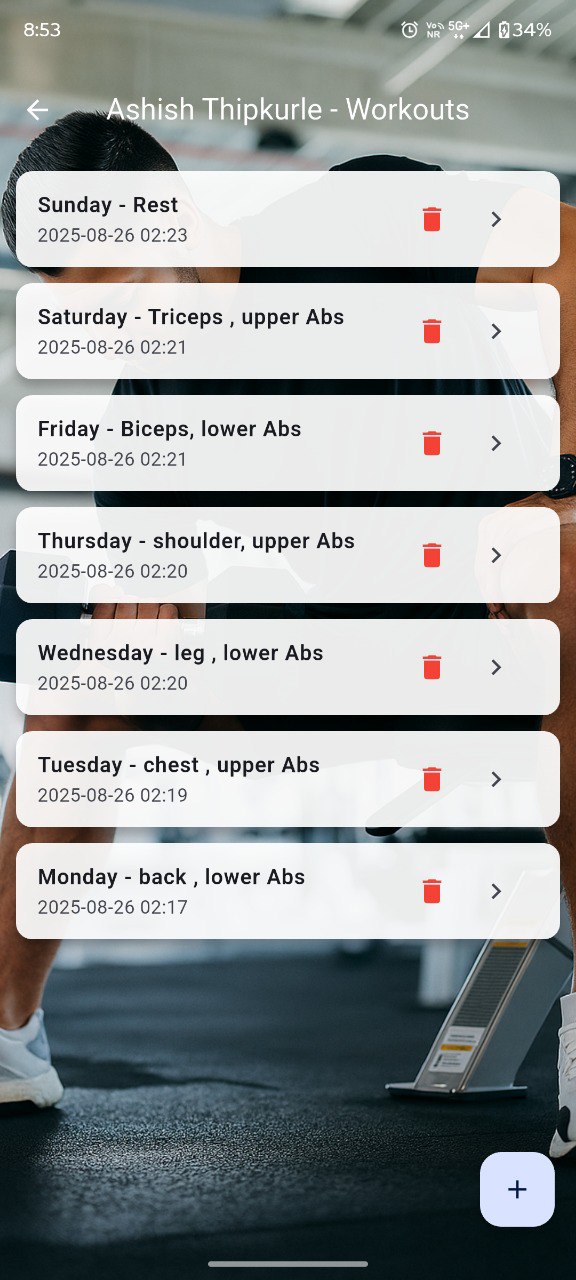 8:53
Vo NR 5G+ 34%
Ashish Thipkurle - Workouts
Sunday - Rest
2025-08-26 02:23
Saturday - Triceps , upper Abs
2025-08-26 02:21
Friday - Biceps, lower Abs
2025-08-26 02:21
Thursday - shoulder, upper Abs
2025-08-26 02:20
Wednesday - leg , lower Abs
2025-08-26 02:20
Tuesday - chest , upper Abs
2025-08-26 02:19
Monday - back , lower Abs
2025-08-26 02:17